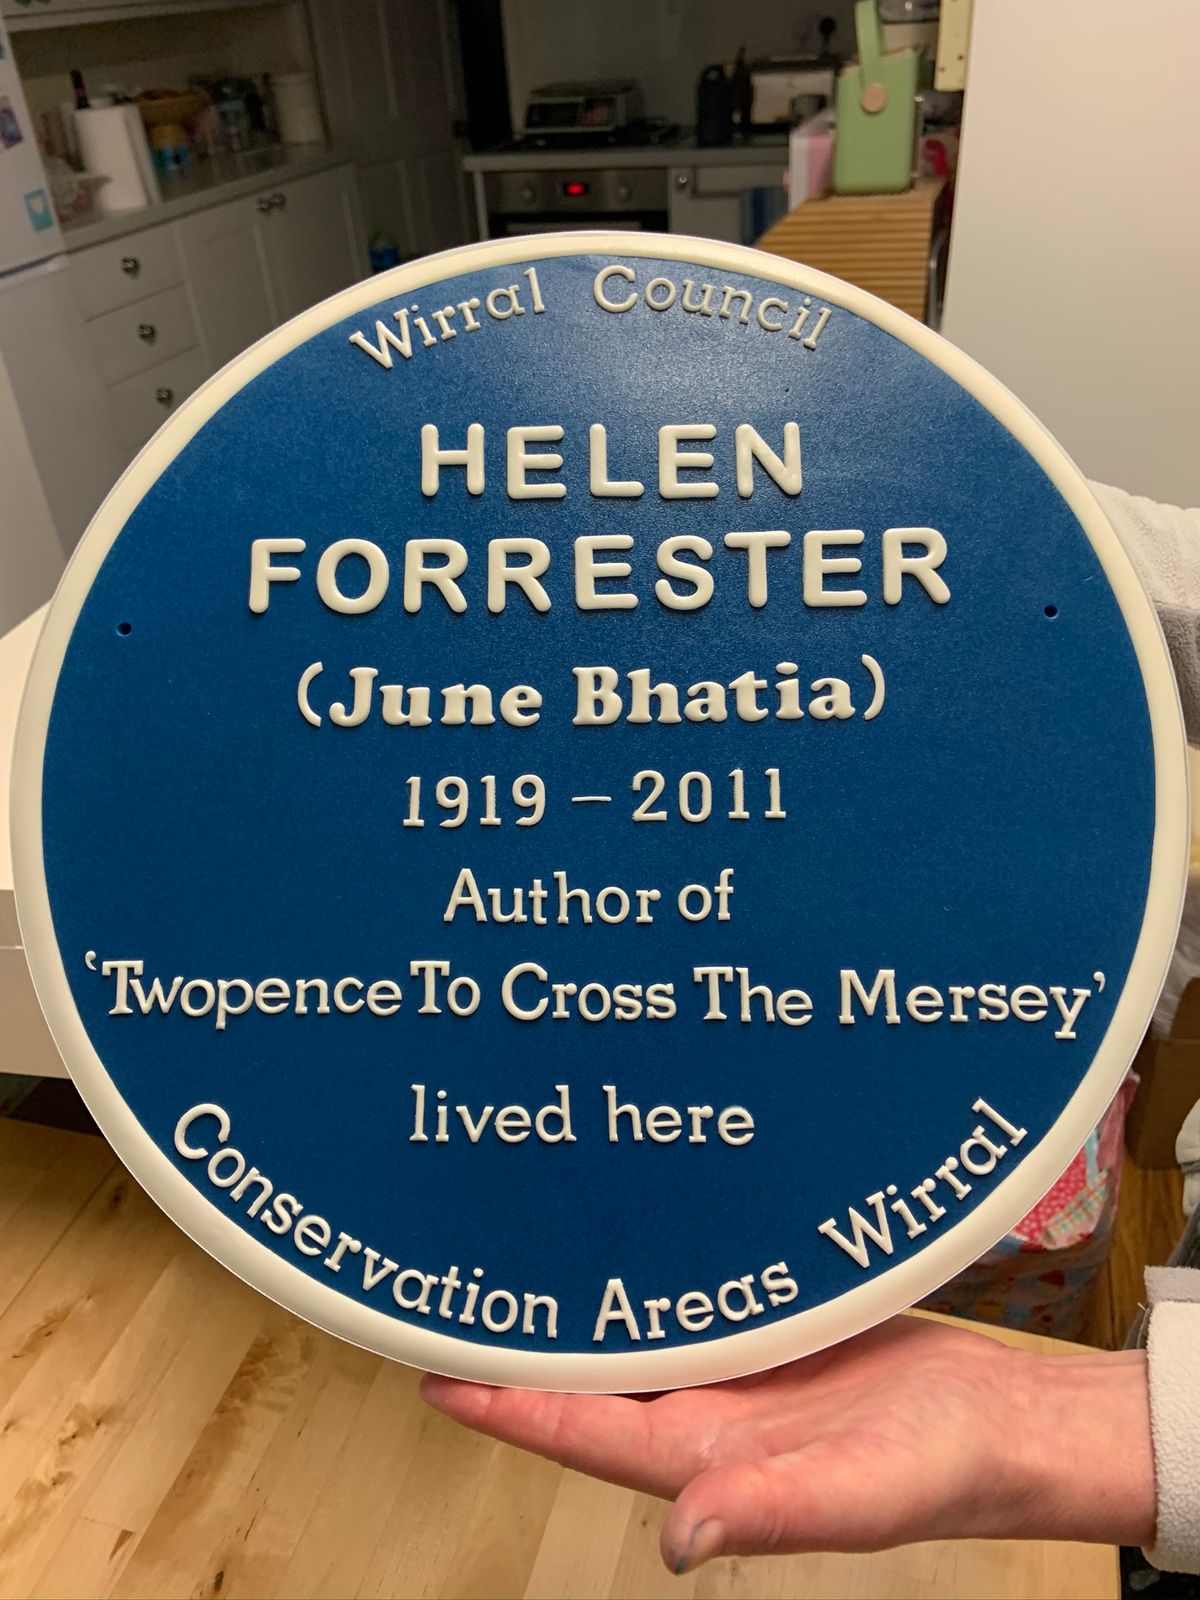 Wirral Council
HELEN
FORRESTER
(June Bhatia)
1919 – 2011
Author of
‘Twopence To Cross The Mersey’
lived here
Conservation Areas Wirral